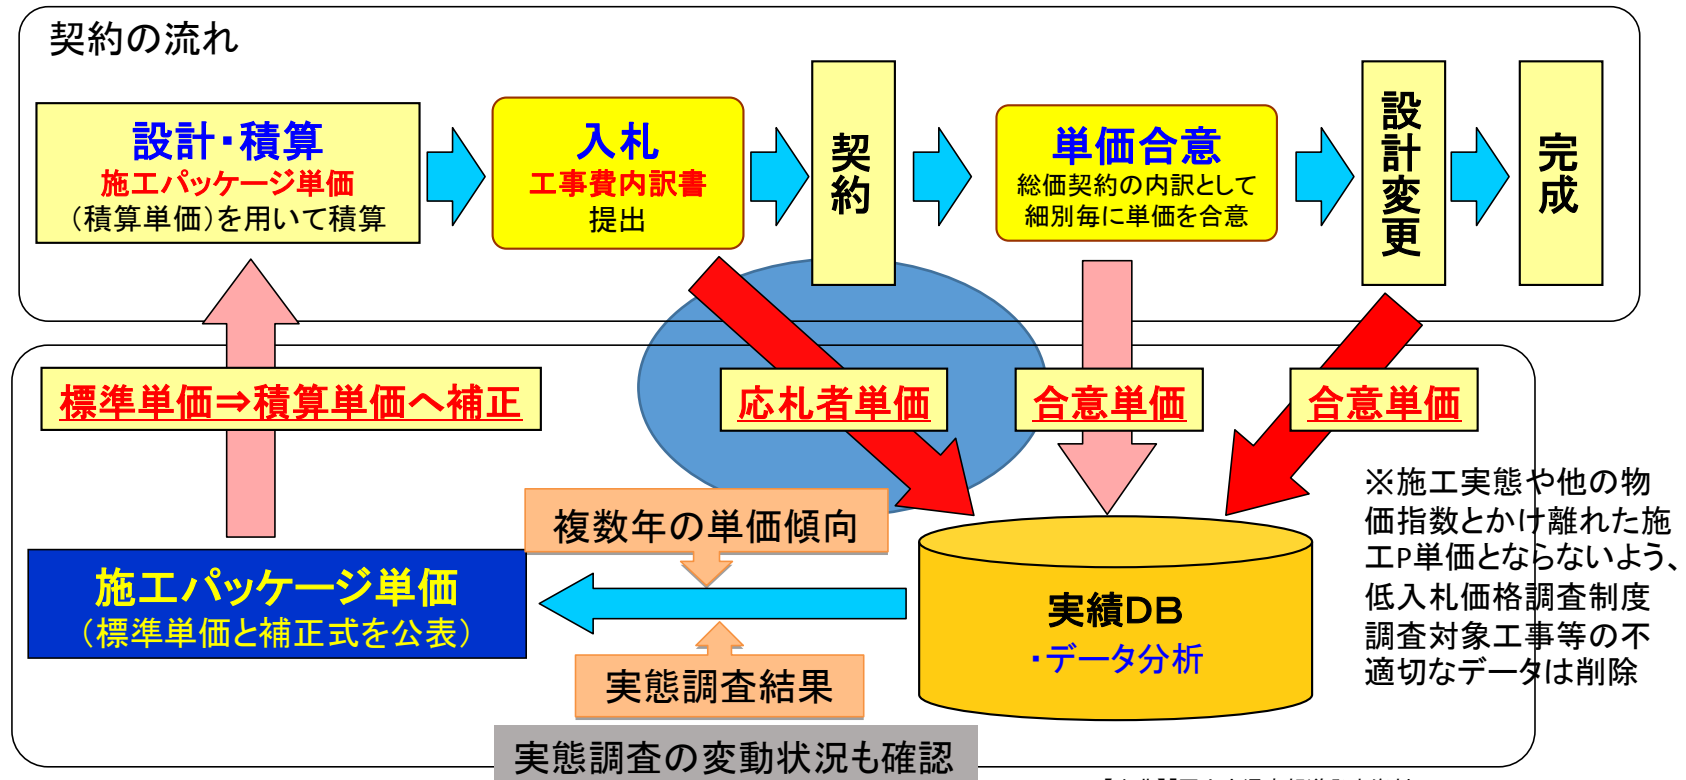 契約の流れ
設計・積算
施工パッケージ単価
（積算単価）を用いて積算
入札
工事費内訳書
提出
契約
単価合意
総価契約の内訳として
細別毎に単価を合意
設計変更
完成
標準単価⇒積算単価へ補正
応札者単価
合意単価
合意単価
複数年の単価傾向
施工パッケージ単価
（標準単価と補正式を公表）
実績DB
・データ分析
実態調査結果
実態調査の変動状況も確認
※施工実態や他の物
価指数とかけ離れた施
工P単価とならないよう、
低入札価格調査制度
調査対象工事等の不
適切なデータは削除